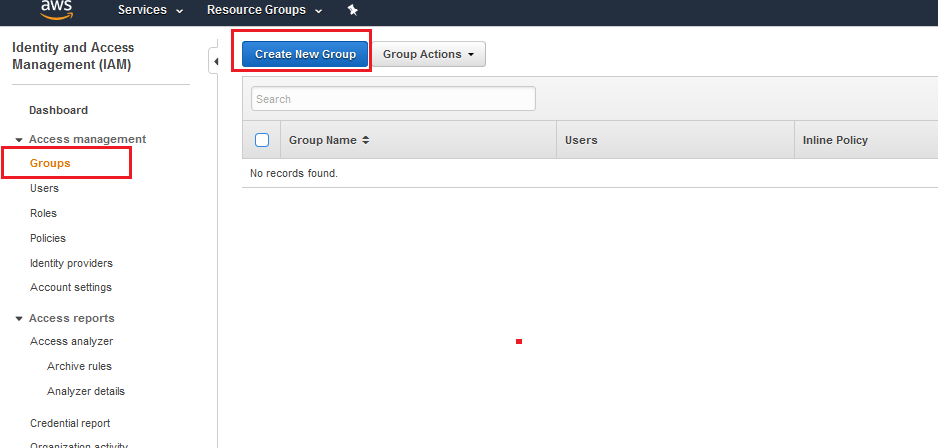 aws Services Resource Groups
Identity and Access
Management (IAM)
Dashboard
Access management
Groups
Users
Roles
Policies
Identity providers
Account settings
Access reports
Access analyzer
Archive rules
Analyzer details
Credential report
Organization activity
Create New Group Group Actions
Search
Group Name Users Inline Policy
No records found.